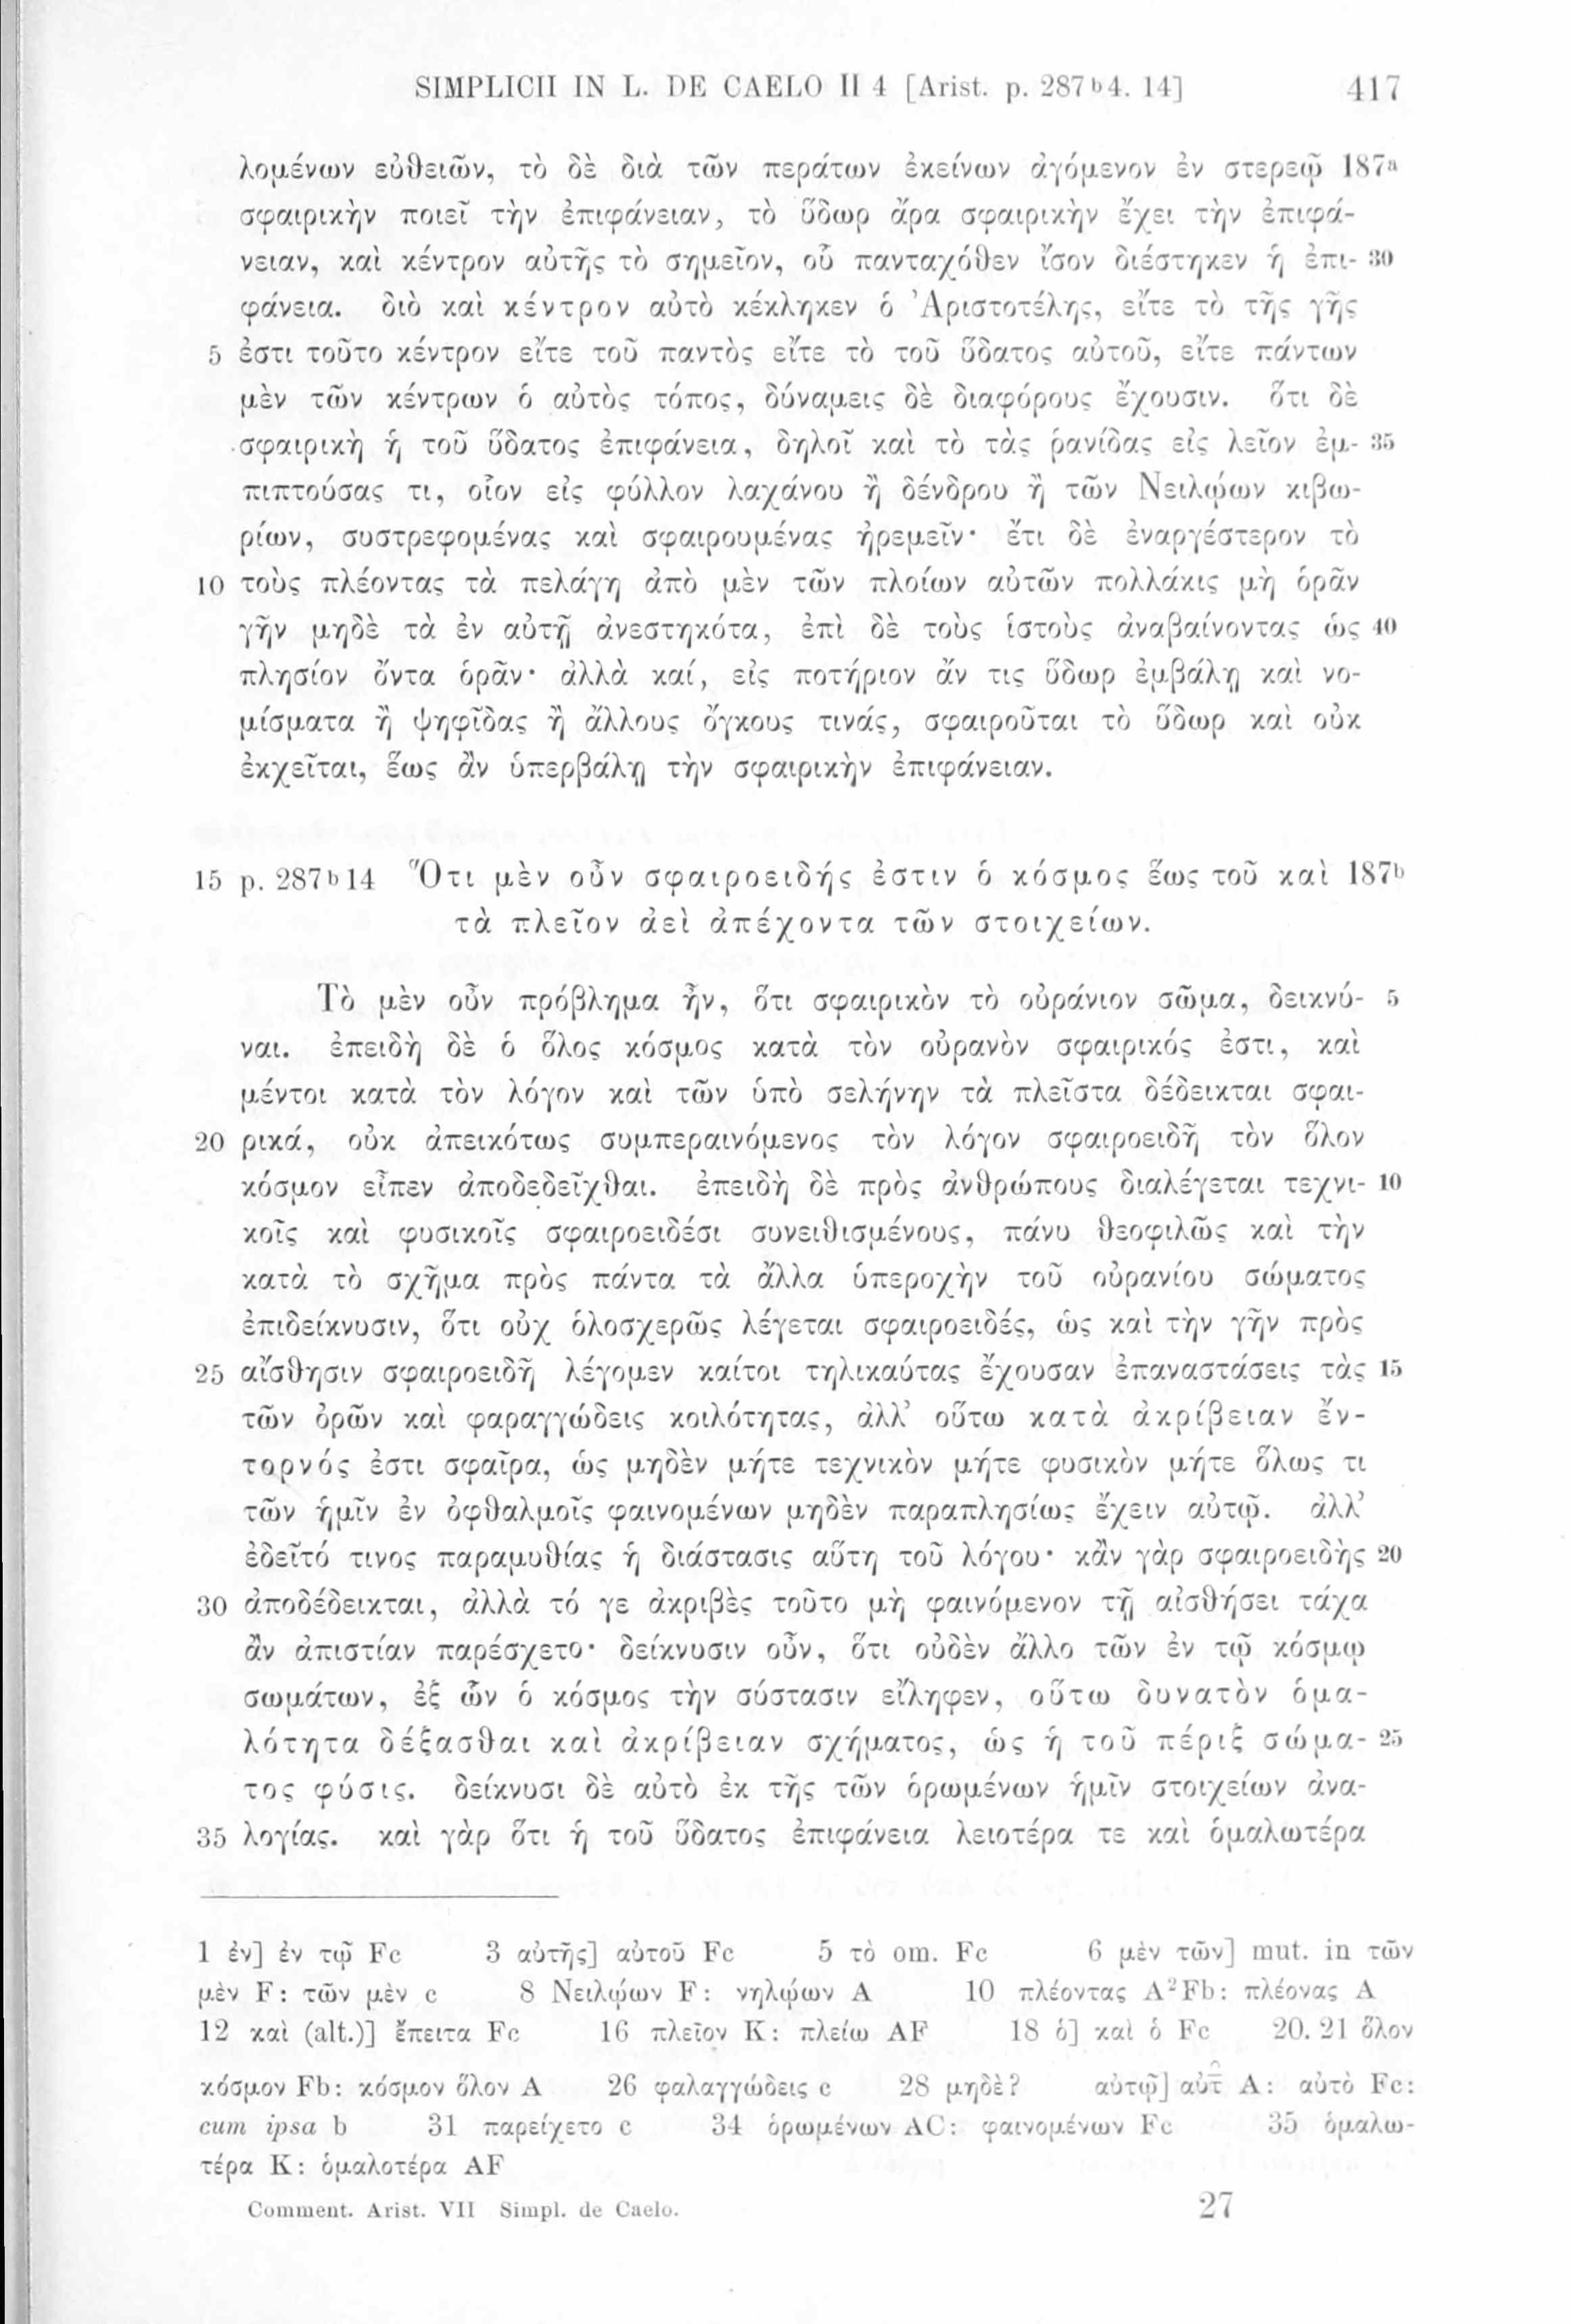 SIMPLICII IN L. DE CAELO II 4 [Arist. p. 287ᵇ4. 14] 417
λομένων εὐθειῶν, τὸ δὲ διὰ τῶν περάτων ἐκείνων ἀγόμενον ἐν στερεῷ 187ᵃ
σφαιρικὴν ποιεῖ τὴν ἐπιφάνειαν, τὸ ὕδωρ ἄρα σφαιρικὴν ἔχει τὴν ἐπιφά-
νειαν, καὶ κέντρον αὐτῆς τὸ σημεῖον, οὗ πανταχόθεν ἴσον διέστηκεν ἡ ἐπι- 30
φάνεια. διὸ καὶ κέντρον αὐτὸ κέκληκεν ὁ Ἀριστοτέλης, εἴτε τὸ τῆς γῆς
5 ἐστι τοῦτο κέντρον εἴτε τοῦ παντὸς εἴτε τὸ τοῦ ὕδατος αὐτοῦ, εἴτε πάντων
μὲν τῶν κέντρων ὁ αὐτὸς τόπος, δύναμεις δὲ διαφόρους ἔχουσιν. ὅτι δὲ
σφαιρικὴ ἡ τοῦ ὕδατος ἐπιφάνεια, δηλοῖ καὶ τὸ τὰς ῥανίδας εἰς λεῖον ἐμ- 35
πιπτούσας τι, οἷον εἰς φύλλον λαχάνου ἢ δένδρου ἢ τῶν Νειλῴων κιβω-
ρίων, συστρεφομένας καὶ σφαιρουμένας ἠρεμεῖν· ἔτι δὲ ἐναργέστερον τὸ
10 τοὺς πλέοντας τὰ πελάγη ἀπὸ μὲν τῶν πλοίων αὐτῶν πολλάκις μὴ ὁρᾶν
γῆν μηδὲ τὰ ἐν αὐτῇ ἀνεστηκότα, ἐπὶ δὲ τοὺς ἱστοὺς ἀναβαίνοντας ὡς 40
πλησίον ὄντα ὁρᾶν· ἀλλὰ καί, εἰς ποτήριον ἄν τις ὕδωρ ἐμβάλῃ καὶ νο-
μίσματα ἢ ψηφῖδας ἢ ἄλλους ὄγκους τινάς, σφαιροῦται τὸ ὕδωρ καὶ οὐκ
ἐκχεῖται, ἕως ἂν ὑπερβάλῃ τὴν σφαιρικὴν ἐπιφάνειαν.
15 p. 287ᵇ14 Ὅτι μὲν οὖν σφαιροειδής ἐστιν ὁ κόσμος ἕως τοῦ καὶ 187ᵇ
τὰ πλεῖον ἀεὶ ἀπέχοντα τῶν στοιχείων.
Τὸ μὲν οὖν πρόβλημα ἦν, ὅτι σφαιρικὸν τὸ οὐράνιον σῶμα, δεικνύ- 5
ναι. ἐπειδὴ δὲ ὁ ὅλος κόσμος κατὰ τὸν οὐρανὸν σφαιρικός ἐστι, καὶ
μέντοι κατὰ τὸν λόγον καὶ τῶν ὑπὸ σελήνην τὰ πλεῖστα δέδεικται σφαι-
20 ρικά, οὐκ ἀπεικότως συμπεραινόμενος τὸν λόγον σφαιροειδῆ τὸν ὅλον
κόσμον εἶπεν ἀποδεδεῖχθαι. ἐπειδὴ δὲ πρὸς ἀνθρώπους διαλέγεται τεχνι- 10
κοῖς καὶ φυσικοῖς σφαιροειδέσι συνειθισμένους, πάνυ θεοφιλῶς καὶ τὴν
κατὰ τὸ σχῆμα πρὸς πάντα τὰ ἄλλα ὑπεροχὴν τοῦ οὐρανίου σώματος
ἐπιδείκνυσιν, ὅτι οὐχ ὁλοσχερῶς λέγεται σφαιροειδές, ὡς καὶ τὴν γῆν πρὸς
25 αἴσθησιν σφαιροειδῆ λέγομεν καίτοι τηλικαύτας ἔχουσαν ἐπαναστάσεις τὰς 15
τῶν ὀρῶν καὶ φαραγγώδεις κοιλότητας, ἀλλ’ οὕτω κατὰ ἀκρίβειαν ἔν-
τορνός ἐστι σφαῖρα, ὡς μηδὲν μήτε τεχνικὸν μήτε φυσικὸν μήτε ὅλως τι
τῶν ἡμῖν ἐν ὀφθαλμοῖς φαινομένων μηδὲν παραπλησίως ἔχειν αὐτῷ. ἀλλ’
ἐδεῖτό τινος παραμυθίας ἡ διάστασις αὕτη τοῦ λόγου· κἂν γὰρ σφαιροειδὴς 20
30 ἀποδέδεικται, ἀλλὰ τό γε ἀκριβὲς τοῦτο μὴ φαινόμενον τῇ αἰσθήσει τάχα
ἂν ἀπιστίαν παρέσχετο· δείκνυσιν οὖν, ὅτι οὐδὲν ἄλλο τῶν ἐν τῷ κόσμῳ
σωμάτων, ἐξ ὧν ὁ κόσμος τὴν σύστασιν εἴληφεν, οὕτω δυνατὸν ὁμα-
λότητα δέξασθαι καὶ ἀκρίβειαν σχήματος, ὡς ἡ τοῦ πέριξ σώμα- 25
τος φύσις. δείκνυσι δὲ αὐτὸ ἐκ τῆς τῶν ὁρωμένων ἡμῖν στοιχείων ἀνα-
35 λογίας. καὶ γὰρ ὅτι ἡ τοῦ ὕδατος ἐπιφάνεια λειοτέρα τε καὶ ὁμαλωτέρα
1 ἐν] ἐν τῷ Fc 3 αὐτῆς] αὐτοῦ Fc 5 τὸ om. Fc 6 μὲν τῶν] mut. in τῶν
μὲν F: τῶν μὲν c 8 Νειλῴων F: νηλῴων A 10 πλέοντας A²Fb: πλέονας A
12 καὶ (alt.)] ἔπειτα Fc 16 πλεῖον K: πλείω AF 18 ὁ] καὶ ὁ Fc 20. 21 ὅλον
κόσμον Fb: κόσμον ὅλον A 26 φαλαγγώδεις c 28 μηδὲ? αὐτῷ] αὐτ̑ A: αὐτὸ Fc:
cum ipsa b 31 παρείχετο c 34 ὁρωμένων AC: φαινομένων Fc 35 ὁμαλω-
τέρα K: ὁμαλοτέρα AF
Comment. Arist. VII Simpl. de Caelo. 27